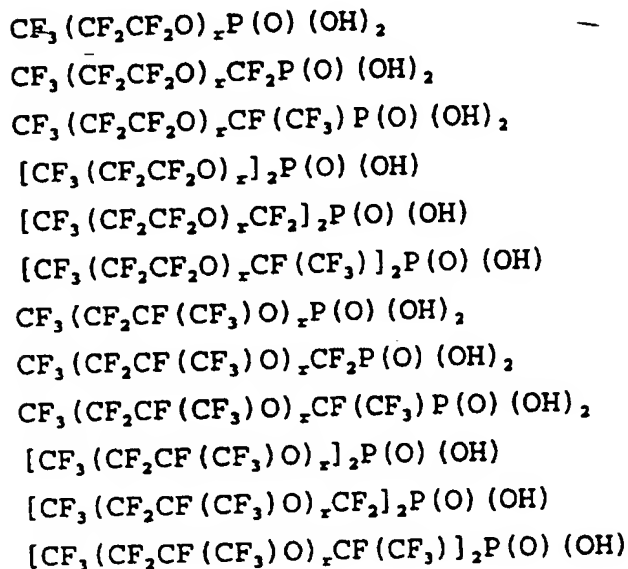 CF₃(CF₂CF₂O)ₓP(O)(OH)₂
CF₃(CF₂CF₂O)ₓCF₂P(O)(OH)₂
CF₃(CF₂CF₂O)ₓCF(CF₃)P(O)(OH)₂
[CF₃(CF₂CF₂O)ₓ]₂P(O)(OH)
[CF₃(CF₂CF₂O)ₓCF₂]₂P(O)(OH)
[CF₃(CF₂CF₂O)ₓCF(CF₃)]₂P(O)(OH)
CF₃(CF₂CF(CF₃)O)ₓP(O)(OH)₂
CF₃(CF₂CF(CF₃)O)ₓCF₂P(O)(OH)₂
CF₃(CF₂CF(CF₃)O)ₓCF(CF₃)P(O)(OH)₂
[CF₃(CF₂CF(CF₃)O)ₓ]₂P(O)(OH)
[CF₃(CF₂CF(CF₃)O)ₓCF₂]₂P(O)(OH)
[CF₃(CF₂CF(CF₃)O)ₓCF(CF₃)]₂P(O)(OH)